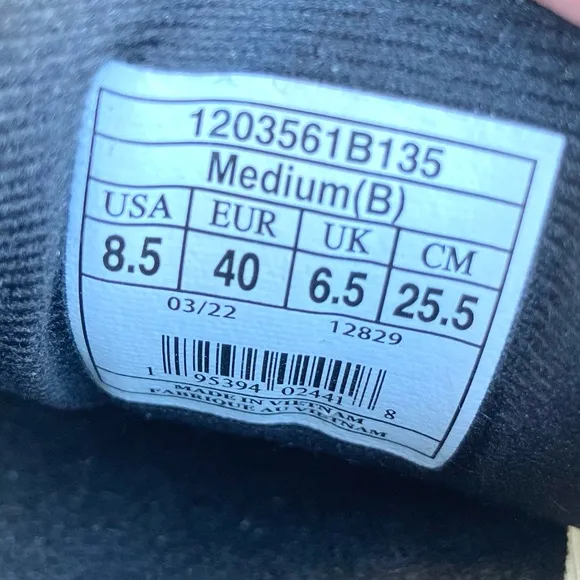 1203561B135
Medium(B)
USA EUR UK CM
8.5 40 6.5 25.5
03/22 12829
1 95394 02441 8
MADE IN VIETNAM
FABRIQUE AU VIETNAM